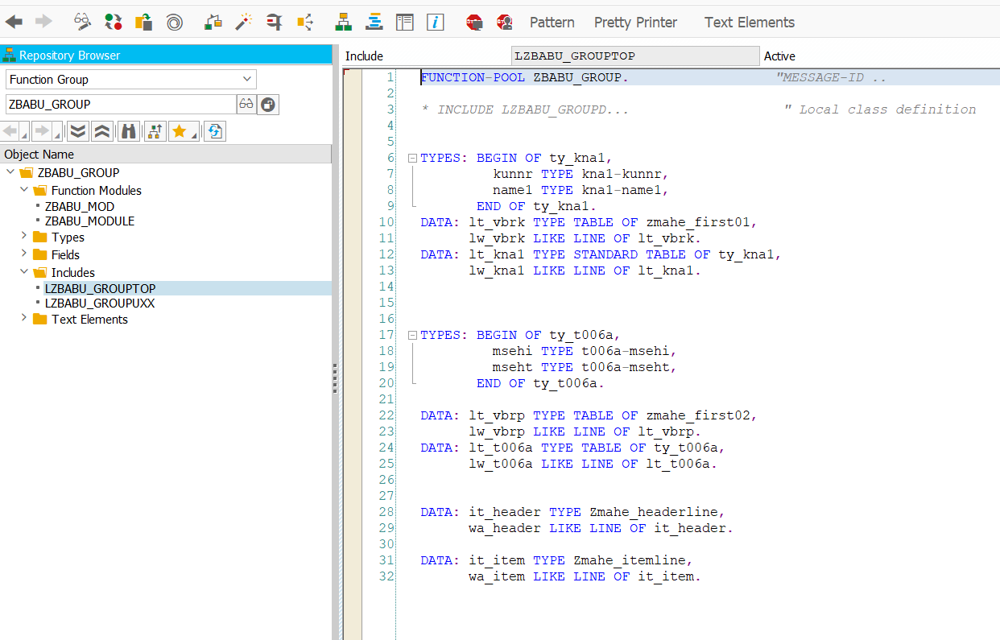 Pattern Pretty Printer Text Elements
Repository Browser
Function Group
ZBABU_GROUP
Object Name
ZBABU_GROUP
Function Modules
ZBABU_MOD
ZBABU_MODULE
Types
Fields
Includes
LZBABU_GROUPTOP
LZBABU_GROUPUXX
Text Elements
Include LZBABU_GROUPTOP Active
1 FUNCTION-POOL ZBABU_GROUP. "MESSAGE-ID ..
2
3 * INCLUDE LZBABU_GROUPD... " Local class definition
4
5
6 TYPES: BEGIN OF ty_kna1,
7 kunnr TYPE kna1-kunnr,
8 name1 TYPE kna1-name1,
9 END OF ty_kna1.
10 DATA: lt_vbrk TYPE TABLE OF zmahe_first01,
11 lw_vbrk LIKE LINE OF lt_vbrk.
12 DATA: lt_kna1 TYPE STANDARD TABLE OF ty_kna1,
13 lw_kna1 LIKE LINE OF lt_kna1.
14
15
16
17 TYPES: BEGIN OF ty_t006a,
18 msehi TYPE t006a-msehi,
19 mseht TYPE t006a-mseht,
20 END OF ty_t006a.
21
22 DATA: lt_vbrp TYPE TABLE OF zmahe_first02,
23 lw_vbrp LIKE LINE OF lt_vbrp.
24 DATA: lt_t006a TYPE TABLE OF ty_t006a,
25 lw_t006a LIKE LINE OF lt_t006a.
26
27
28 DATA: it_header TYPE Zmahe_headerline,
29 wa_header LIKE LINE OF it_header.
30
31 DATA: it_item TYPE Zmahe_itemline,
32 wa_item LIKE LINE OF it_item.